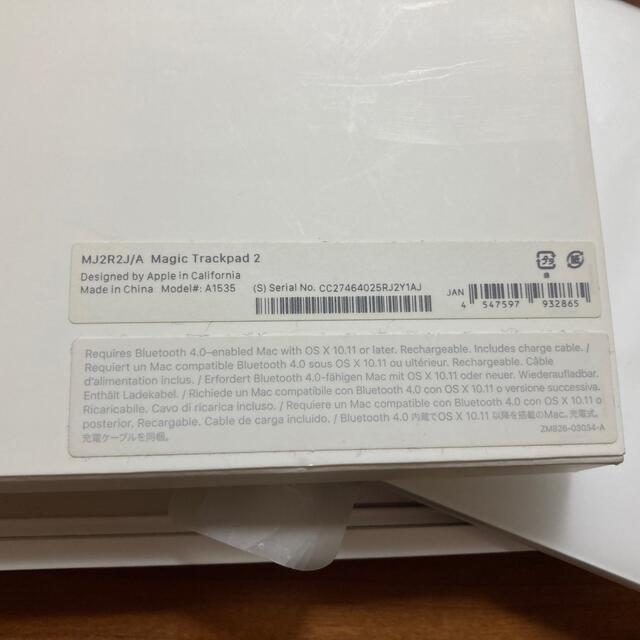 MJ2R2J/A Magic Trackpad 2
Designed by Apple in California
Made in China Model#: A1535
(S) Serial No. CC27464025RJ2Y1AJ
JAN
4 547597 932865
Requires Bluetooth 4.0–enabled Mac with OS X 10.11 or later. Rechargeable. Includes charge cable. /
Requiert un Mac compatible Bluetooth 4.0 sous OS X 10.11 ou ultérieur. Rechargeable. Câble
d'alimentation inclus. / Erfordert Bluetooth 4.0-fähigen Mac mit OS X 10.11 oder neuer. Wiederaufladbar.
Enthält Ladekabel. / Richiede un Mac compatibile con Bluetooth 4.0 con OS X 10.11 o versione successiva.
Ricaricabile. Cavo di ricarica incluso. / Requiere un Mac compatible con Bluetooth 4.0 con OS X 10.11 o
posterior. Recargable. Cable de carga incluido. / Bluetooth 4.0 内蔵でOS X 10.11 以降を搭載のMac。充電式。
充電ケーブルを同梱。
ZM826-03034-A